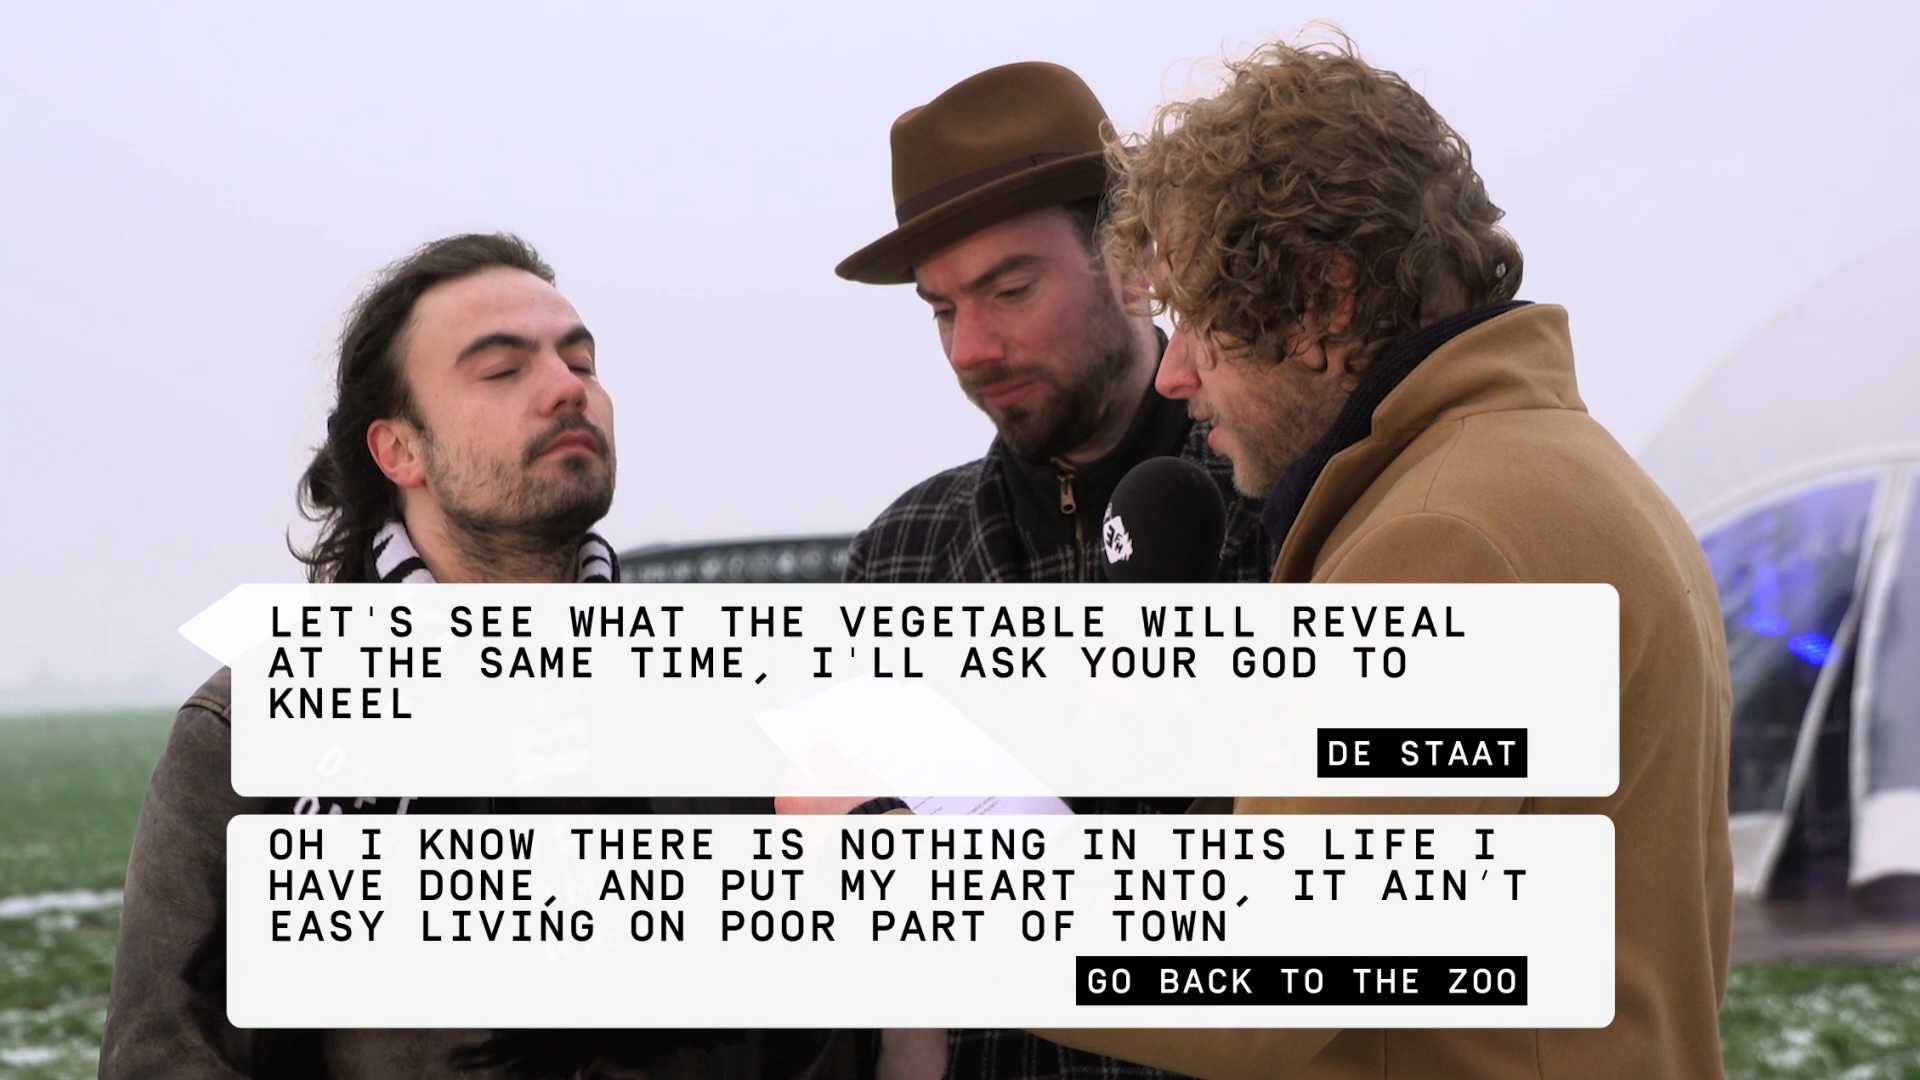 LET'S SEE WHAT THE VEGETABLE WILL REVEAL
AT THE SAME TIME, I'LL ASK YOUR GOD TO
KNEEL
DE STAAT
OH I KNOW THERE IS NOTHING IN THIS LIFE I
HAVE DONE, AND PUT MY HEART INTO, IT AIN'T
EASY LIVING ON POOR PART OF TOWN
GO BACK TO THE ZOO